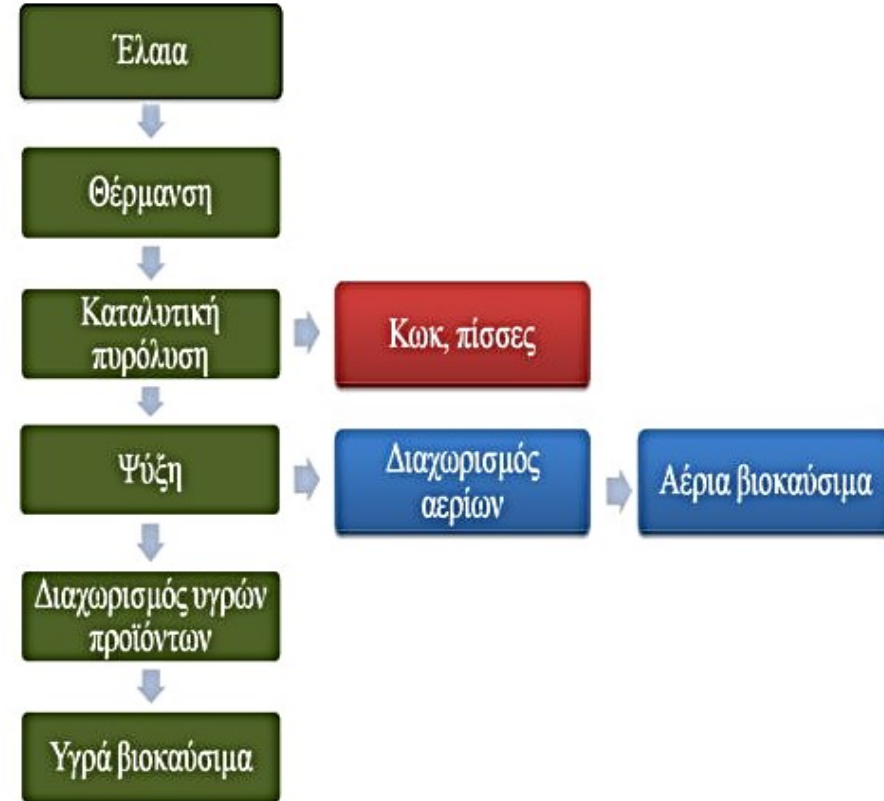 Έλαια
Θέρμανση
Καταλυτική
πυρόλυση
Κωκ, πίσσες
Ψύξη
Διαχωρισμός
αερίων
Αέρια βιοκαύσιμα
Διαχωρισμός υγρών
προϊόντων
Υγρά βιοκαύσιμα